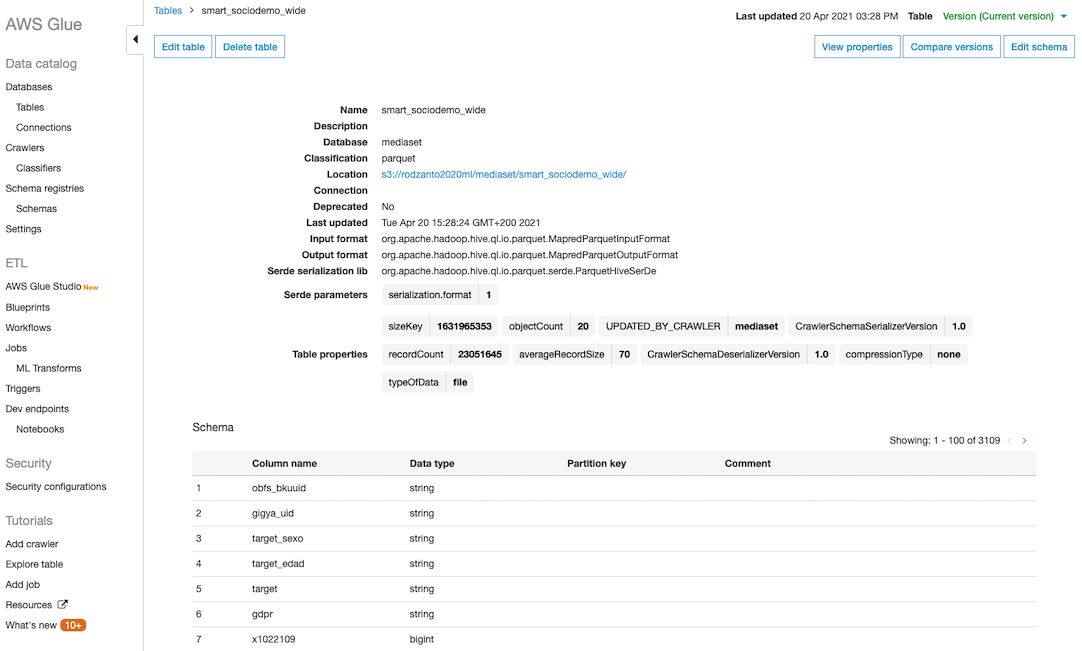 AWS Glue
Data catalog
Databases
Tables
Connections
Crawlers
Classifiers
Schema registries
Schemas
Settings
ETL
AWS Glue Studio New
Blueprints
Workflows
Jobs
ML Transforms
Triggers
Dev endpoints
Notebooks
Security
Security configurations
Tutorials
Add crawler
Explore table
Add job
Resources
What's new 10+
Tables > smart_sociodemo_wide
Last updated 20 Apr 2021 03:28 PM Table Version (Current version)
Edit table Delete table
View properties Compare versions Edit schema
Name smart_sociodemo_wide
Description
Database mediaset
Classification parquet
Location s3://rodzanto2020ml/mediaset/smart_sociodemo_wide/
Connection
Deprecated No
Last updated Tue Apr 20 15:28:24 GMT+200 2021
Input format org.apache.hadoop.hive.ql.io.parquet.MapredParquetInputFormat
Output format org.apache.hadoop.hive.ql.io.parquet.MapredParquetOutputFormat
Serde serialization lib org.apache.hadoop.hive.ql.io.parquet.serde.ParquetHiveSerDe
Serde parameters serialization.format 1
sizeKey 1631965353 objectCount 20 UPDATED_BY_CRAWLER mediaset CrawlerSchemaSerializerVersion 1.0
Table properties recordCount 23051645 averageRecordSize 70 CrawlerSchemaDeserializerVersion 1.0 compressionType none
typeOfData file
Schema
Showing: 1 - 100 of 3109 < >
Column name Data type Partition key Comment
1 obfs_bkuuid string
2 gigya_uid string
3 target_sexo string
4 target_edad string
5 target string
6 gdpr string
7 x1022109 bigint